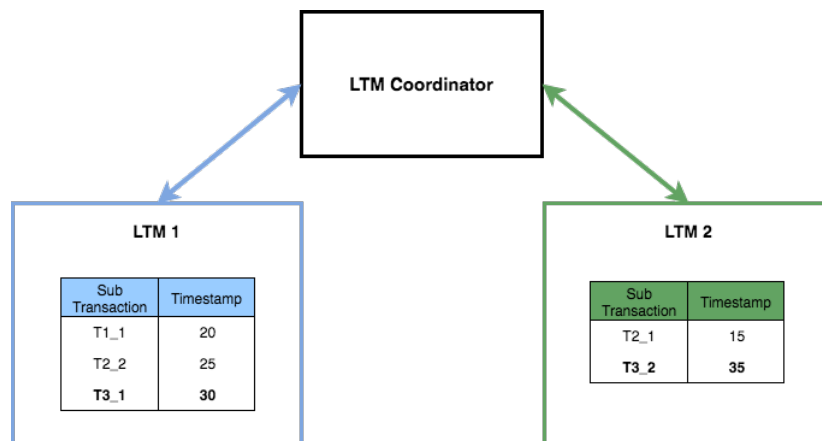 LTM Coordinator
LTM 1
Sub Transaction Timestamp
T1_1 20
T2_2 25
T3_1 30
LTM 2
Sub Transaction Timestamp
T2_1 15
T3_2 35